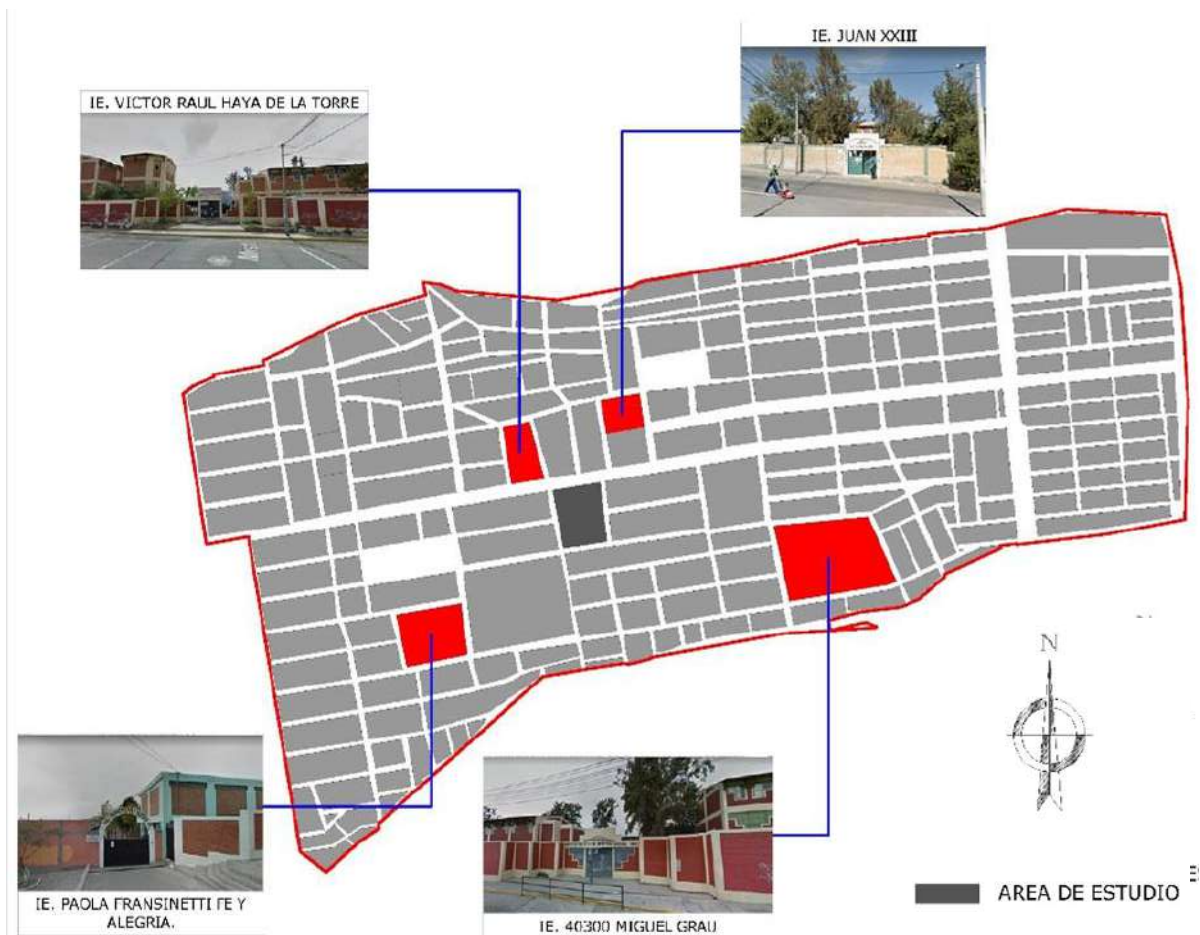 IE. JUAN XXIII
IE. VICTOR RAUL HAYA DE LA TORRE
N
IE. PAOLA FRANSINETTI FE Y
ALEGRIA.
IE. 40300 MIGUEL GRAU
AREA DE ESTUDIO